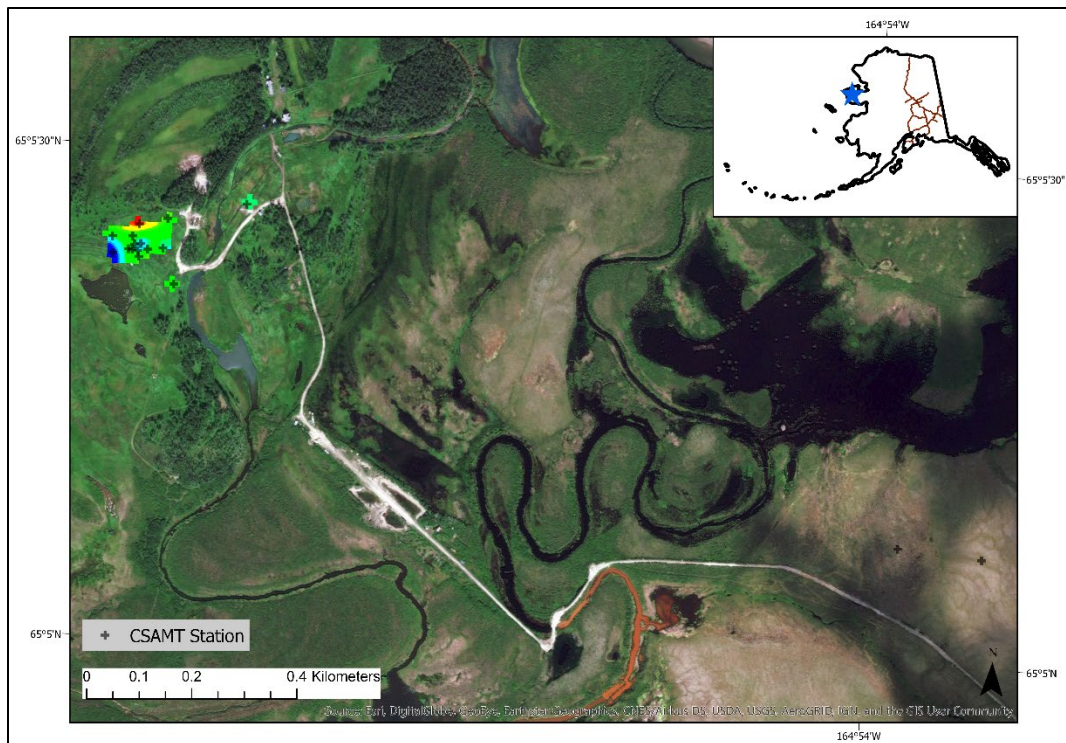 164°54'W
65°5'30"N
65°5'30"N
65°5'N
CSAMT Station
0 0.1 0.2 0.4 Kilometers
N
65°5'N
Source: Esri, DigitalGlobe, GeoEye, Earthstar Geographics, CNES/Airbus DS, USDA, USGS, AeroGRID, IGN, and the GIS User Community
164°54'W